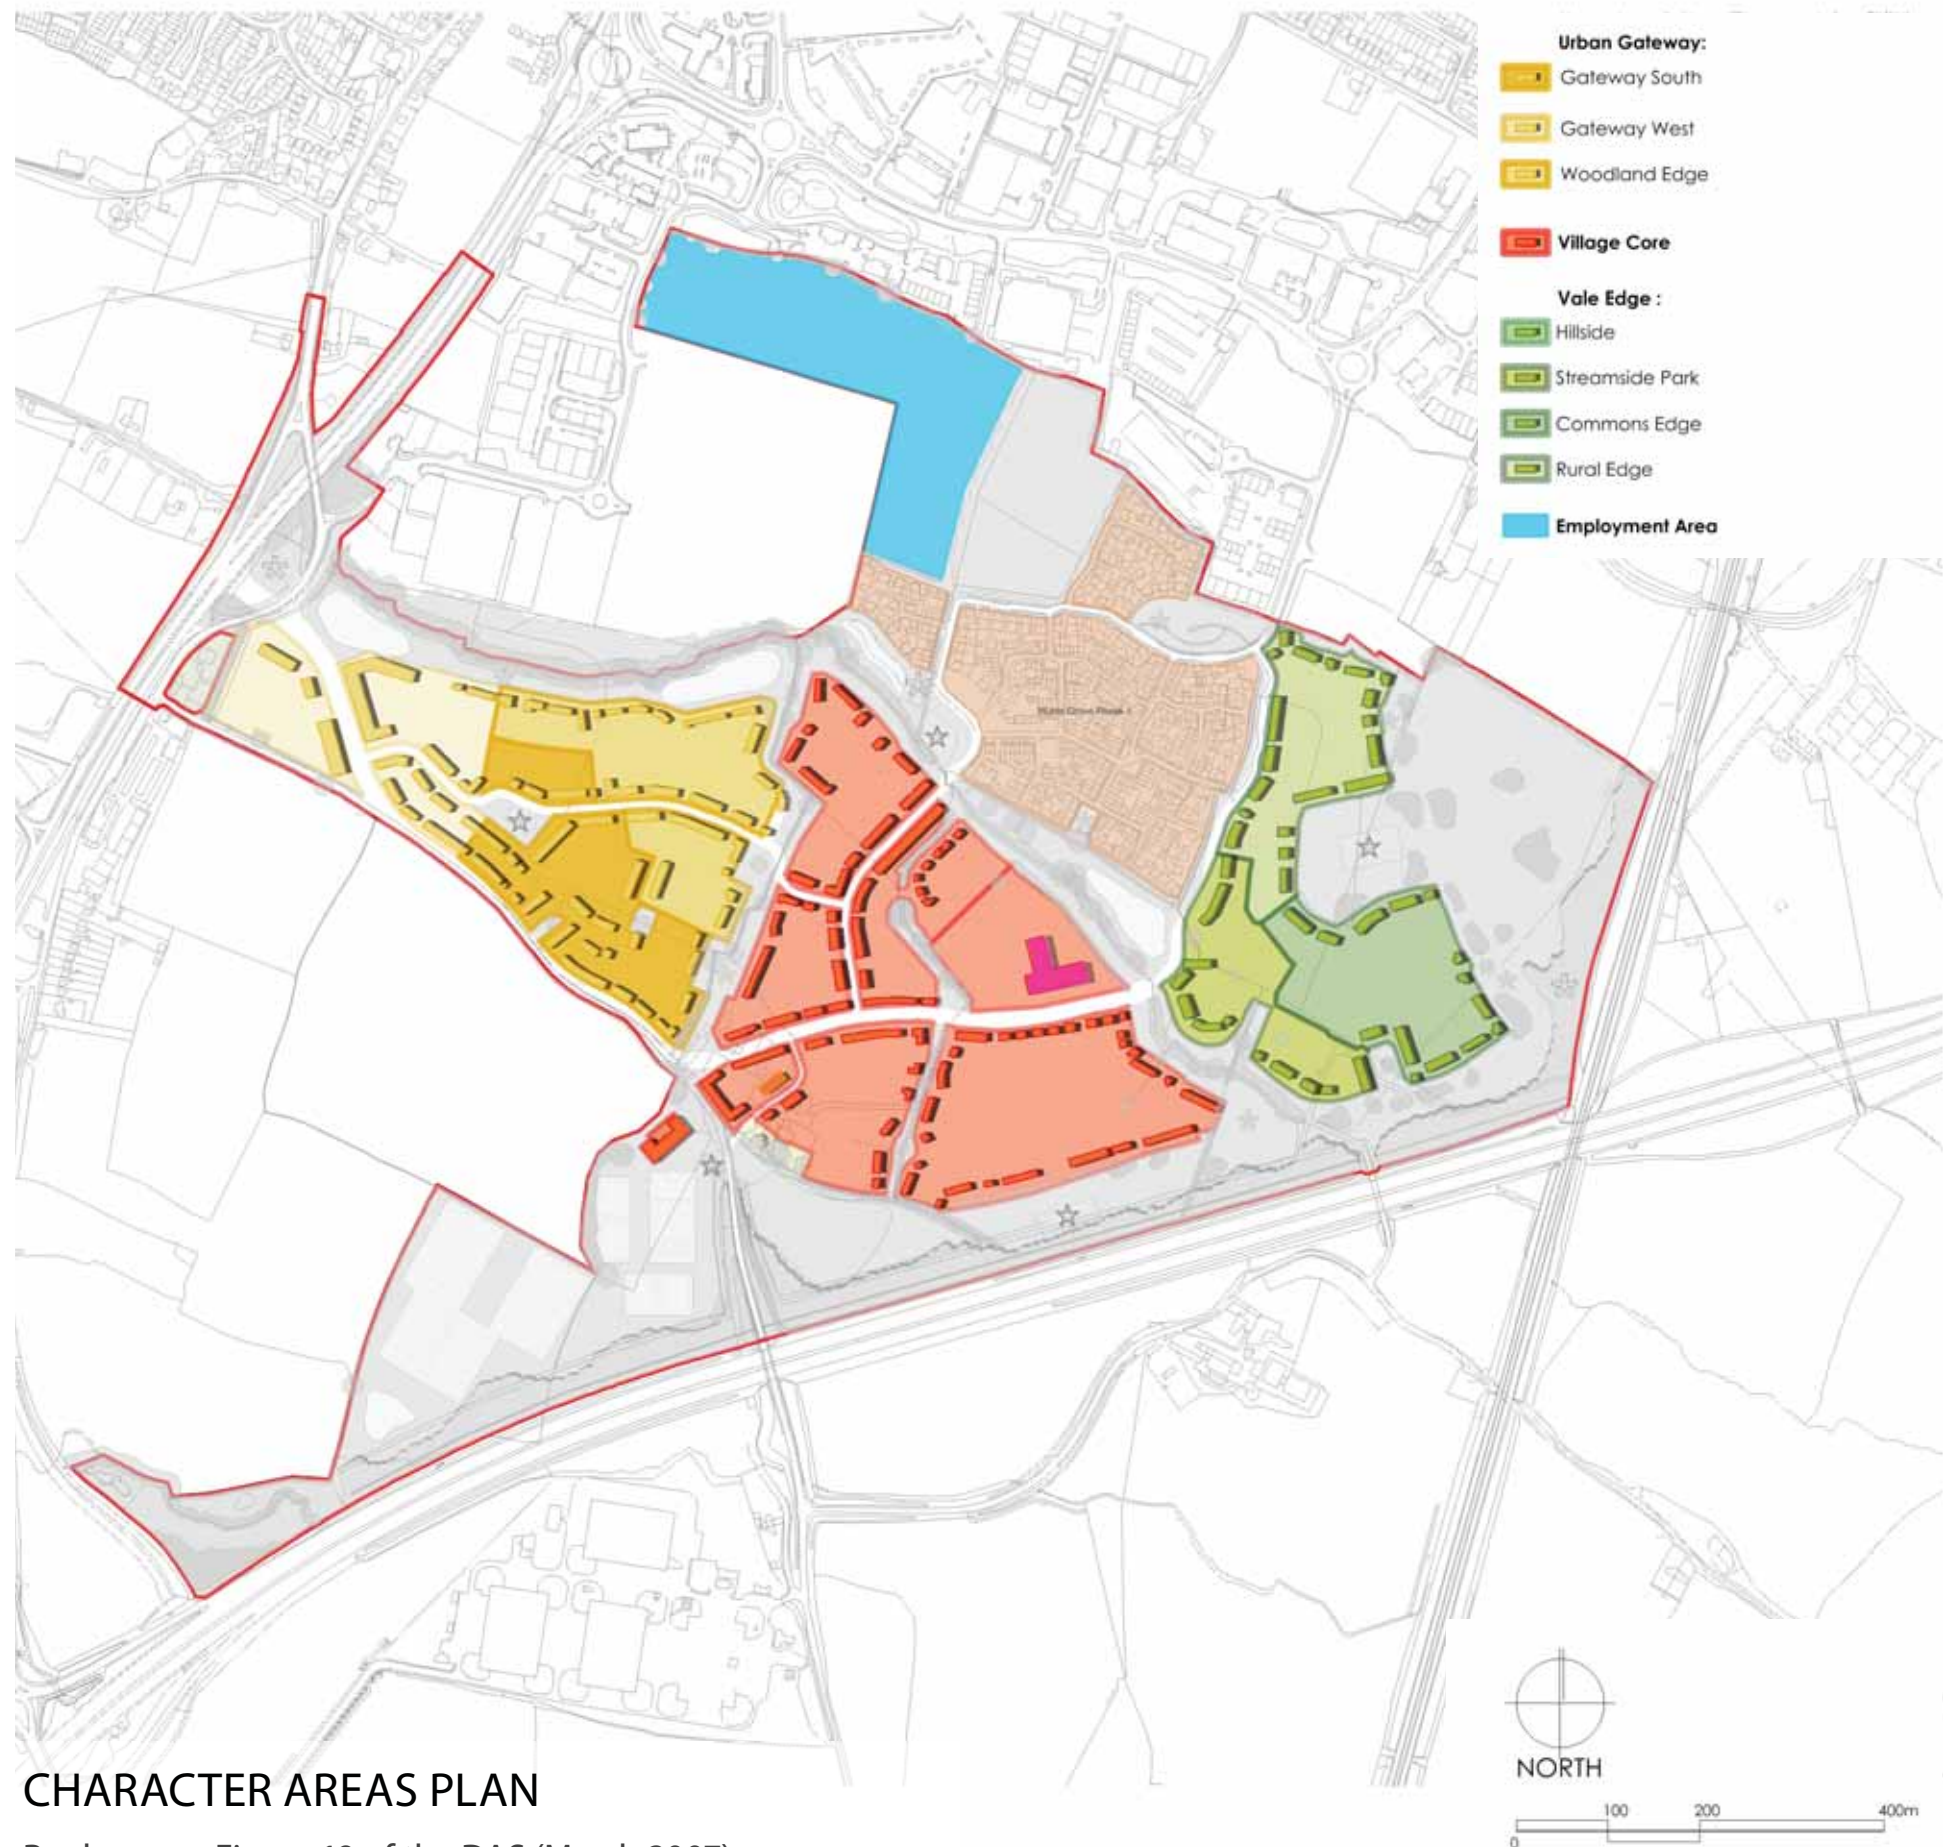 Urban Gateway:
Gateway South
Gateway West
Woodland Edge
Village Core
Vale Edge :
Hillside
Streamside Park
Commons Edge
Rural Edge
Employment Area
NORTH
100 200 400m
0
CHARACTER AREAS PLAN